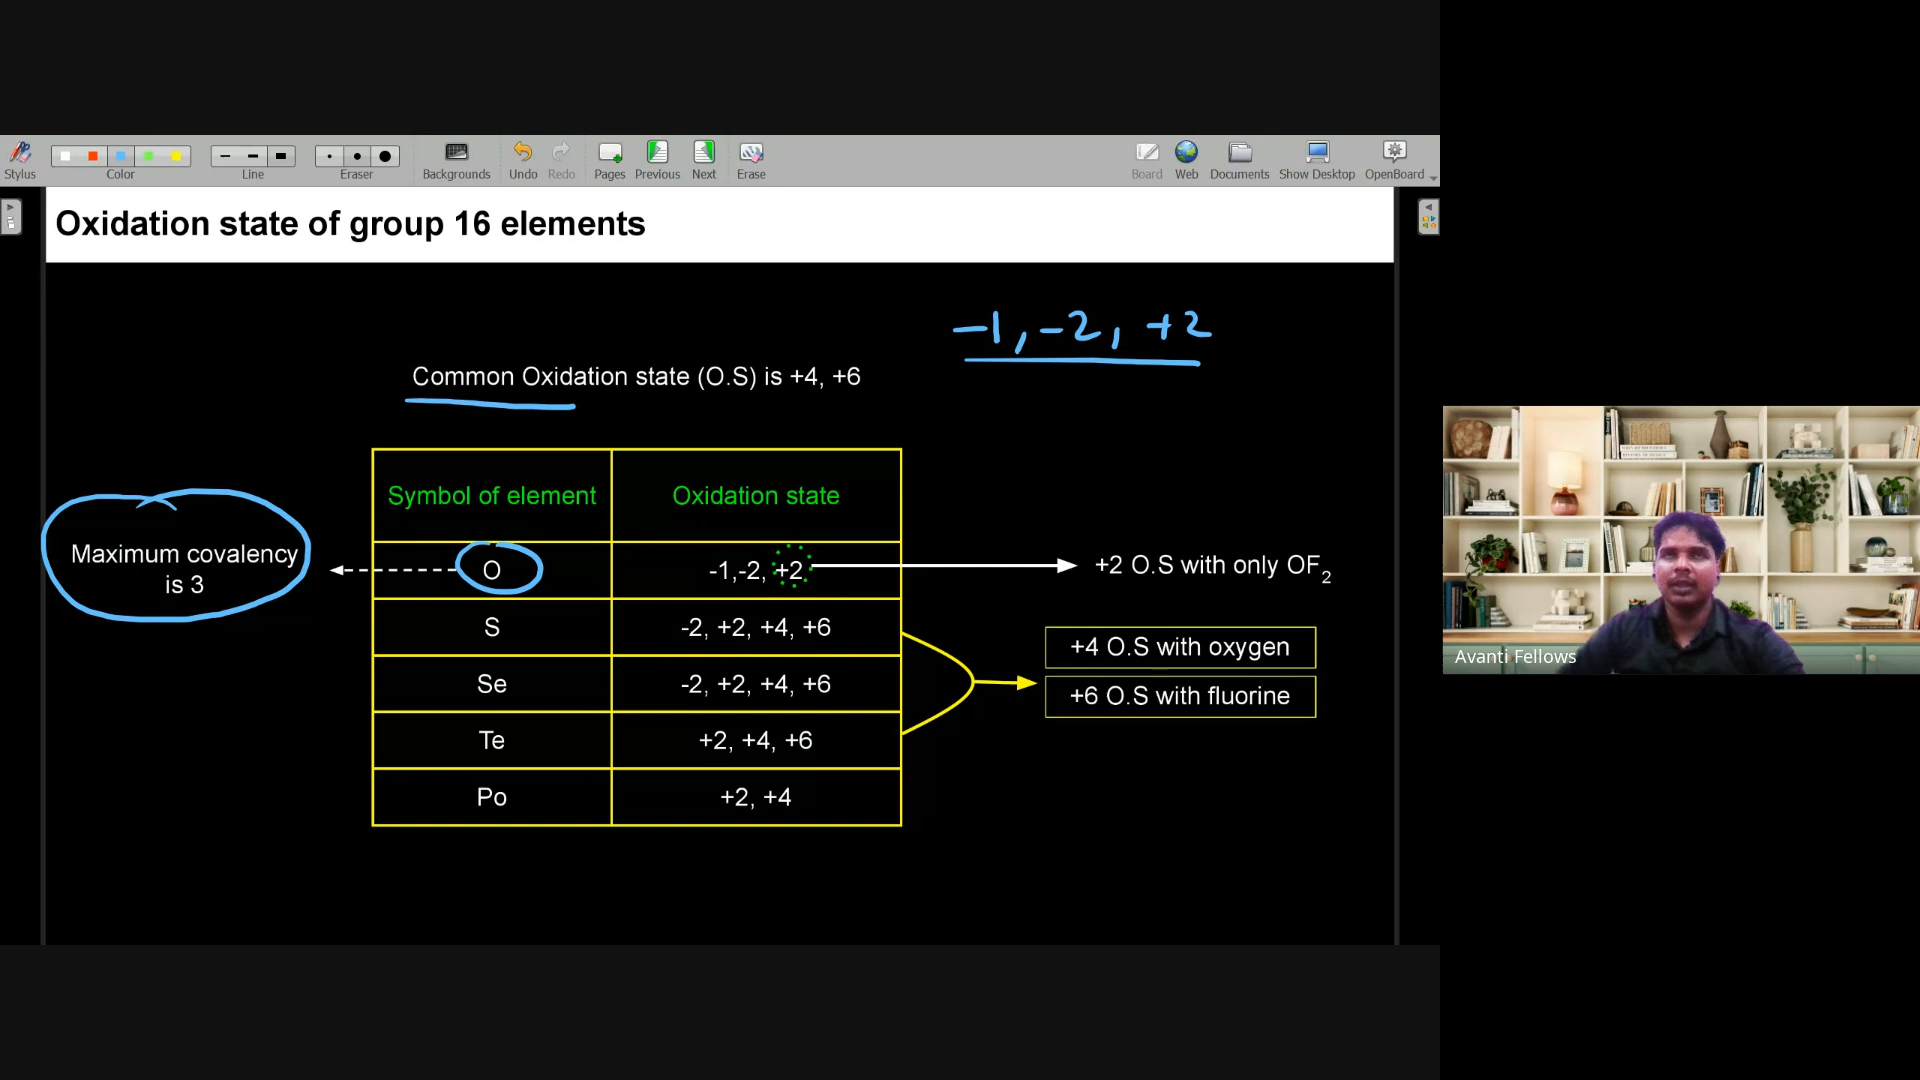 Stylus Color Line Eraser Backgrounds Undo Redo Pages Previous Next Erase Board Web Documents Show Desktop OpenBoard
Oxidation state of group 16 elements
-1, -2, +2
Common Oxidation state (O.S) is +4, +6
Symbol of element Oxidation state
Maximum covalency
is 3
O -1,-2, +2 +2 O.S with only OF2
S -2, +2, +4, +6
+4 O.S with oxygen
Se -2, +2, +4, +6
+6 O.S with fluorine
Te +2, +4, +6
Po +2, +4
Avanti Fellows